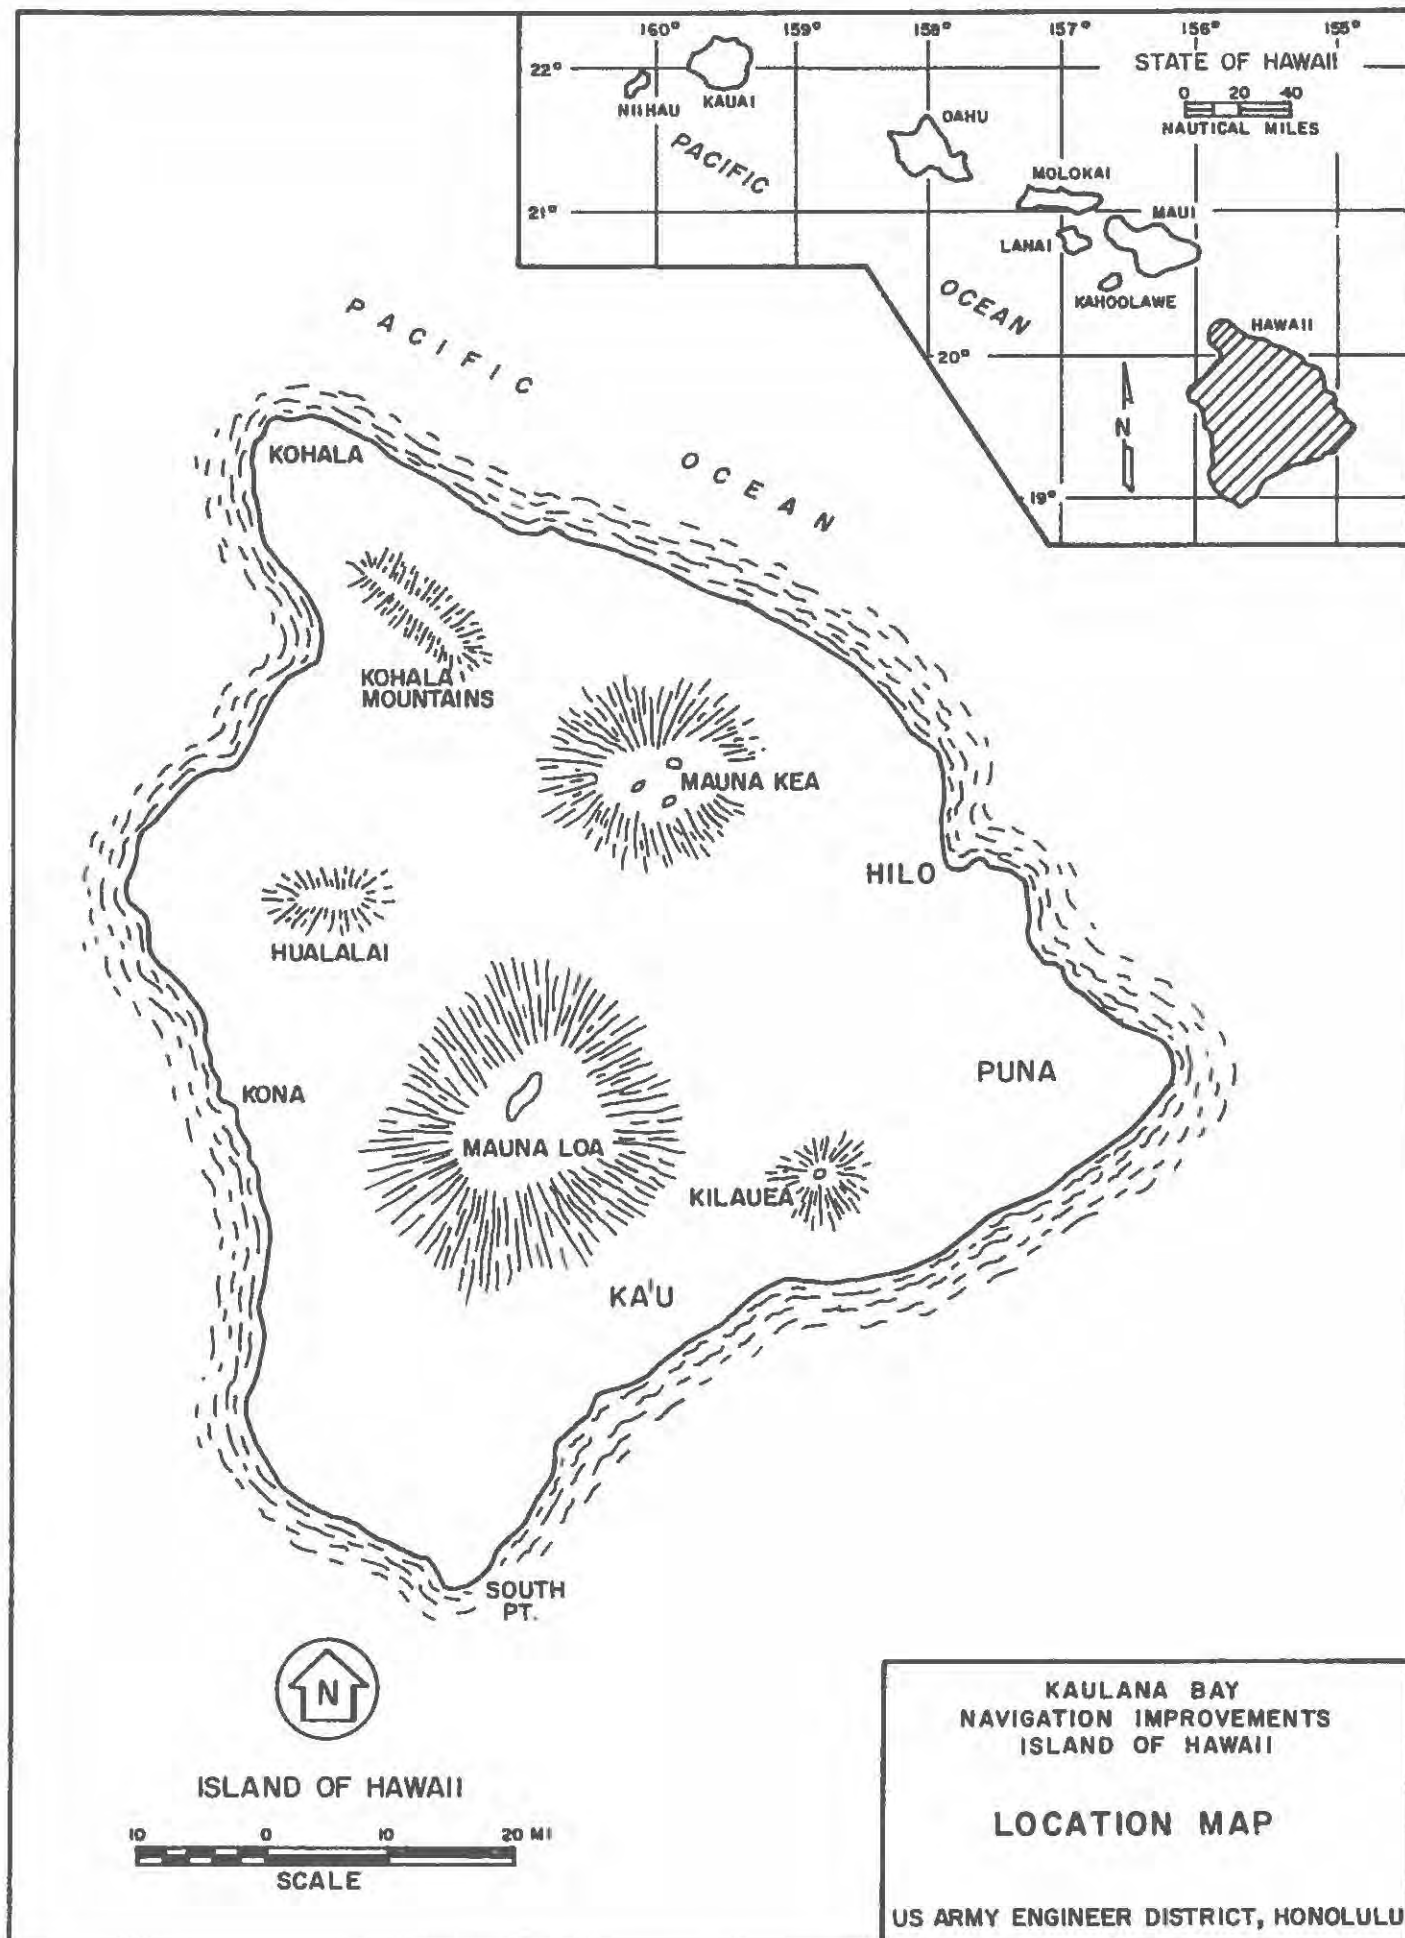 160° 159° 158° 157° 156° 155°
STATE OF HAWAII
22°
0 20 40
NAUTICAL MILES
NIIHAU
KAUAI
OAHU
PACIFIC
MOLOKAI
21°
MAUI
LANAI
KAHOOLAWE
OCEAN
HAWAII
20°
N
19°
PACIFIC
OCEAN
KOHALA
KOHALA
MOUNTAINS
MAUNA KEA
HILO
HUALALAI
PUNA
KONA
MAUNA LOA
KILAUEA
KA'U
SOUTH
PT.
N
ISLAND OF HAWAII
10 0 10 20 MI
SCALE
KAULANA BAY
NAVIGATION IMPROVEMENTS
ISLAND OF HAWAII
LOCATION MAP
US ARMY ENGINEER DISTRICT, HONOLULU